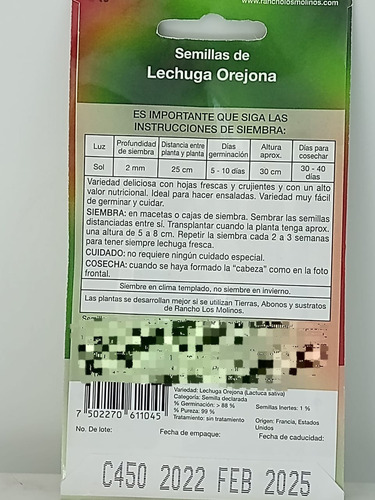 www.rancholosmolinos.com
Semillas de
Lechuga Orejona
ES IMPORTANTE QUE SIGA LAS
INSTRUCCIONES DE SIEMBRA:
Luz Profundidad de siembra Distancia entre planta y planta Días germinación Altura aprox. Días para cosechar
Sol 2 mm 25 cm 5 - 10 días 30 cm 30 - 40 días
Variedad deliciosa con hojas frescas y crujientes y con un alto
valor nutricional. Ideal para hacer ensaladas. Variedad muy fácil
de germinar y cuidar.
SIEMBRA: en macetas o cajas de siembra. Sembrar las semillas
distanciadas entre sí. Transplantar cuando la planta tenga aprox.
una altura de 5 a 8 cm. Repetir la siembra cada 2 a 3 semanas
para tener siempre lechuga fresca.
CUIDADO: no requiere ningún cuidado especial.
COSECHA: cuando se haya formado la “cabeza” como en la foto
frontal.
Siembre en clima templado, no siembre en invierno.
Las plantas se desarrollan mejor si se utilizan Tierras, Abonos y sustratos
de Rancho Los Molinos.
Variedad: Lechuga Orejona (Lactuca sativa)
Categoría: Semilla declarada
% Germinación: > 88 % Semillas Inertes: 1 %
% Pureza: 99 %
Tratamiento: sin tratamiento Origen: Francia, Estados
Unidos
7 502270 611045
No. De lote: Fecha de empaque: Fecha de caducidad:
C450 2022 FEB 2025